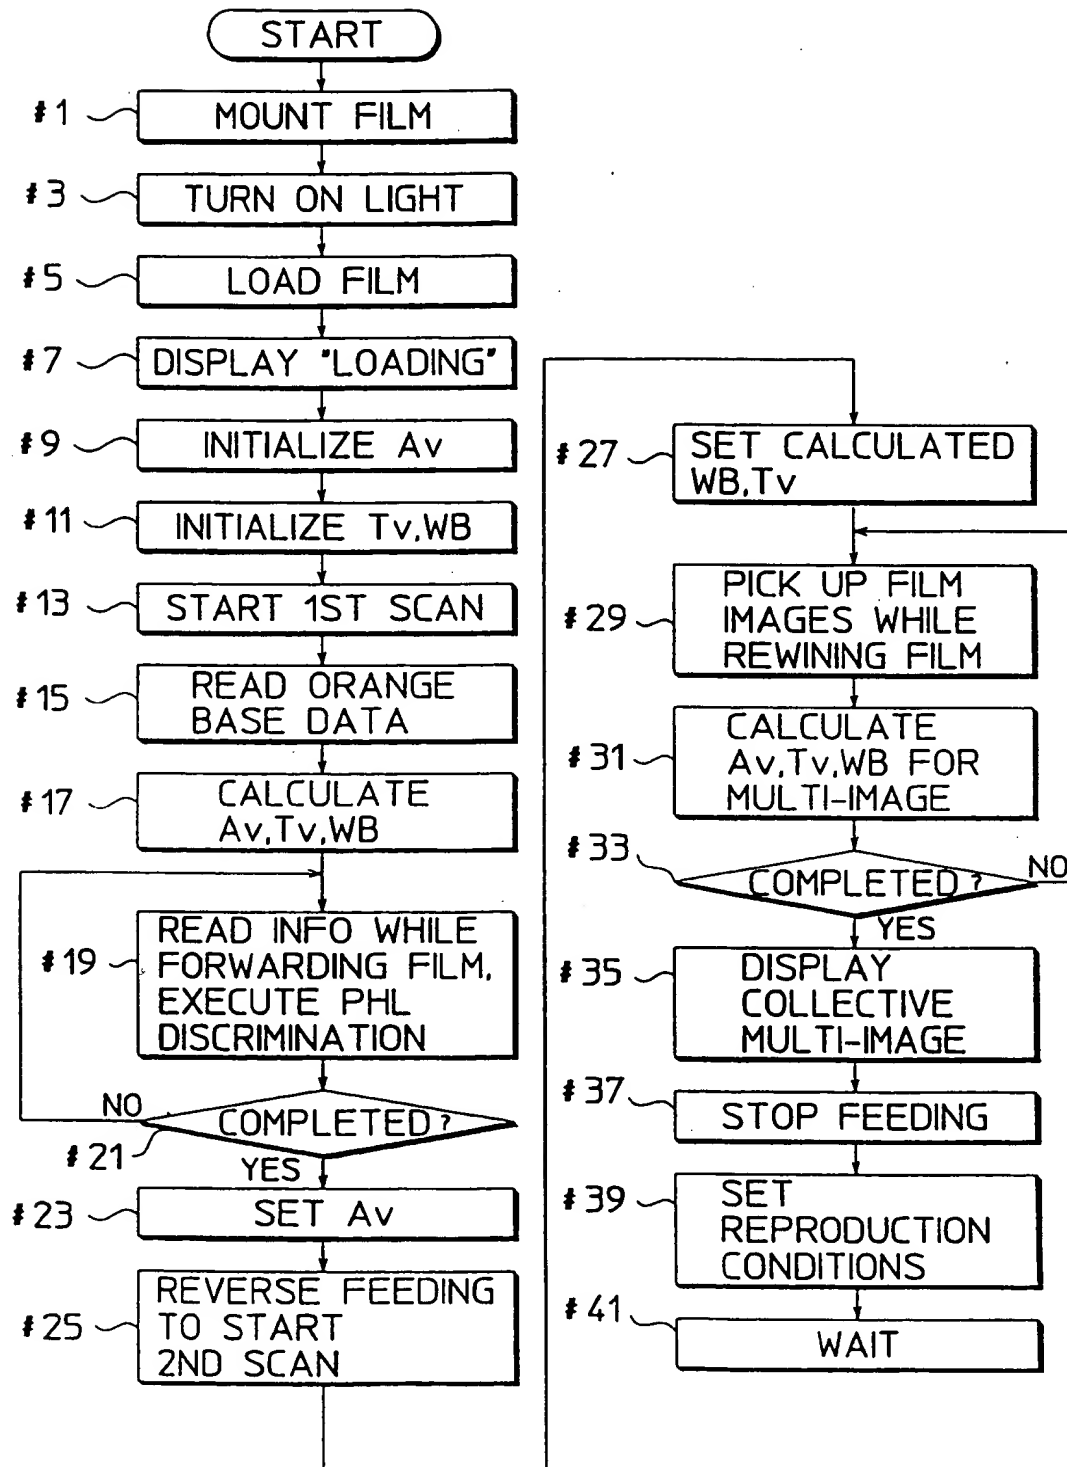 START
#1
MOUNT FILM
#3
TURN ON LIGHT
#5
LOAD FILM
#7
DISPLAY "LOADING"
#9
INITIALIZE Av
#11
INITIALIZE Tv,WB
#13
START 1ST SCAN
#15
READ ORANGE
BASE DATA
#17
CALCULATE
Av,Tv,WB
#19
READ INFO WHILE
FORWARDING FILM,
EXECUTE PHL
DISCRIMINATION
NO
COMPLETED?
#21
YES
#23
SET Av
#25
REVERSE FEEDING
TO START
2ND SCAN
#27
SET CALCULATED
WB,Tv
#29
PICK UP FILM
IMAGES WHILE
REWINING FILM
#31
CALCULATE
Av,Tv,WB FOR
MULTI-IMAGE
#33
COMPLETED?
NO
YES
#35
DISPLAY
COLLECTIVE
MULTI-IMAGE
#37
STOP FEEDING
#39
SET
REPRODUCTION
CONDITIONS
#41
WAIT